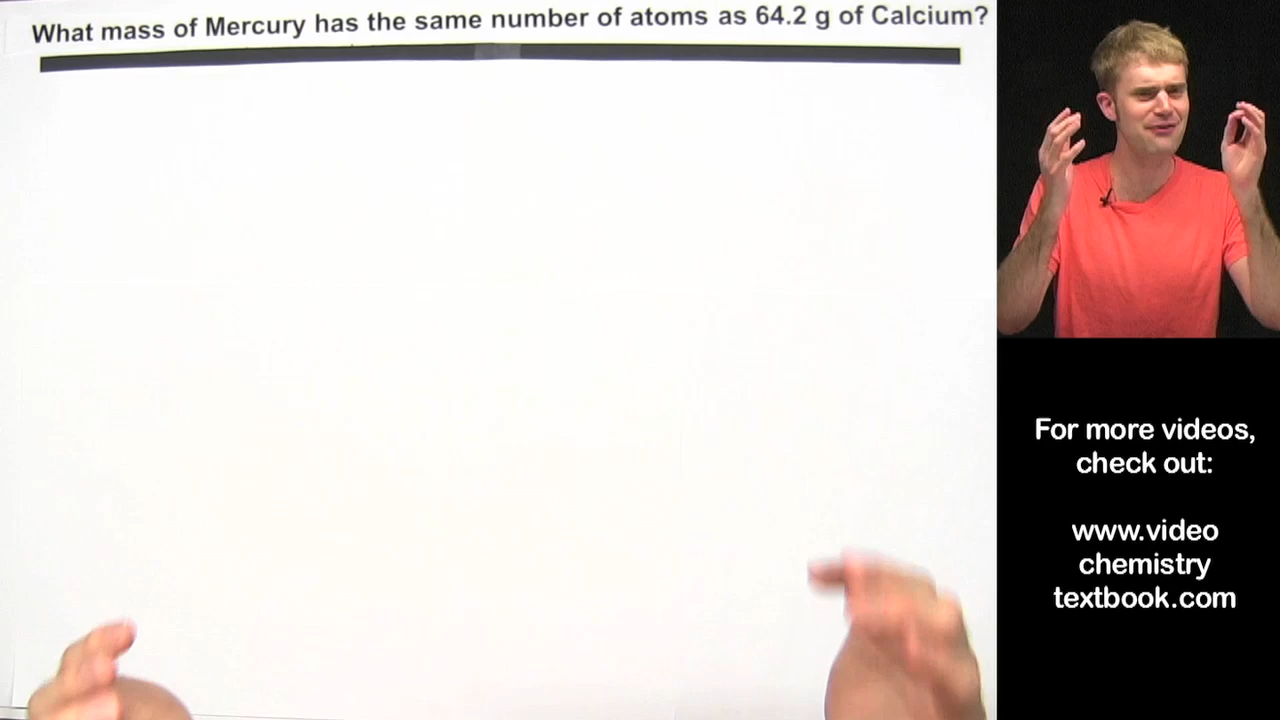 What mass of Mercury has the same number of atoms as 64.2 g of Calcium?
For more videos,
check out:
www.video
chemistry
textbook.com